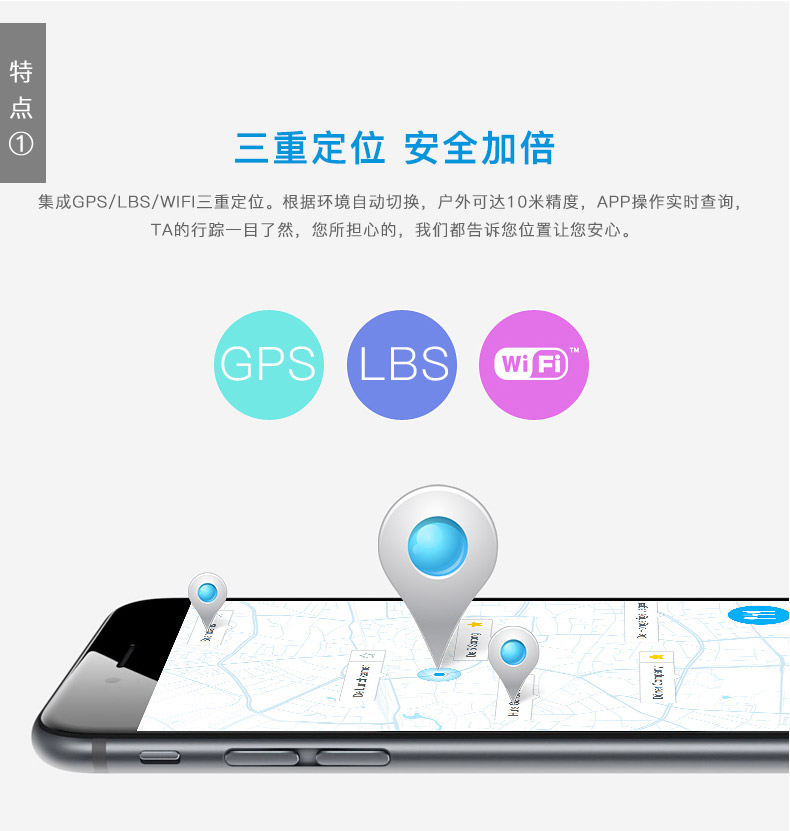 特点①
三重定位 安全加倍
集成GPS/LBS/WIFI三重定位。根据环境自动切换，户外可达10米精度，APP操作实时查询，
TA的行踪一目了然，您所担心的，我们都告诉您位置让您安心。
GPS LBS WiFi™